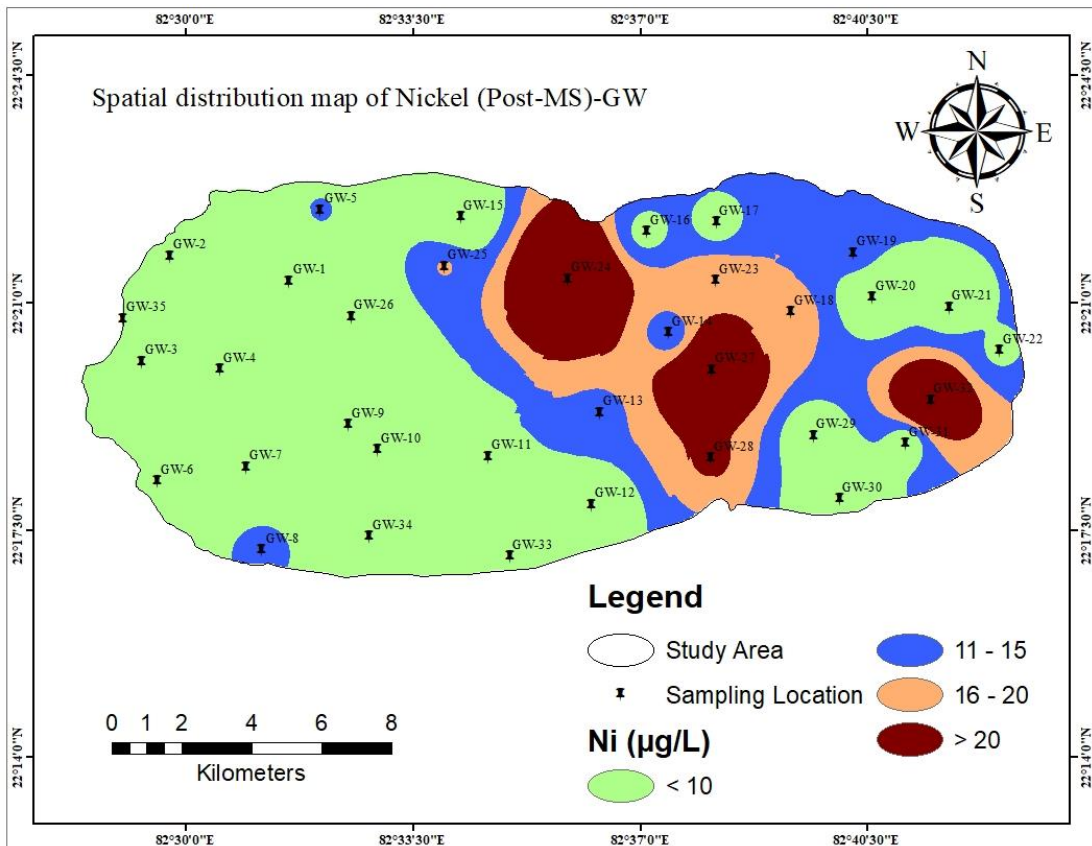 82°30'0"E 82°33'30"E 82°37'0"E 82°40'30"E
22°24'30"N
22°24'30"N
Spatial distribution map of Nickel (Post-MS)-GW
N
W E
S
GW-5
GW-15
GW-16
GW-17
GW-2
GW-25
GW-19
GW-1
GW-24
GW-23
GW-20
GW-21
22°21'0"N
22°21'0"N
GW-35
GW-26
GW-18
GW-14
GW-22
GW-3
GW-4
GW-27
GW-32
GW-13
GW-9
GW-10
GW-11
GW-29
GW-31
GW-28
GW-6
GW-7
GW-12
GW-30
22°17'30"N
22°17'30"N
GW-8
GW-34
GW-33
Legend
Study Area
Sampling Location
Ni (µg/L)
< 10
11 - 15
16 - 20
> 20
0 1 2 4 6 8
Kilometers
22°14'0"N
22°14'0"N
82°30'0"E 82°33'30"E 82°37'0"E 82°40'30"E